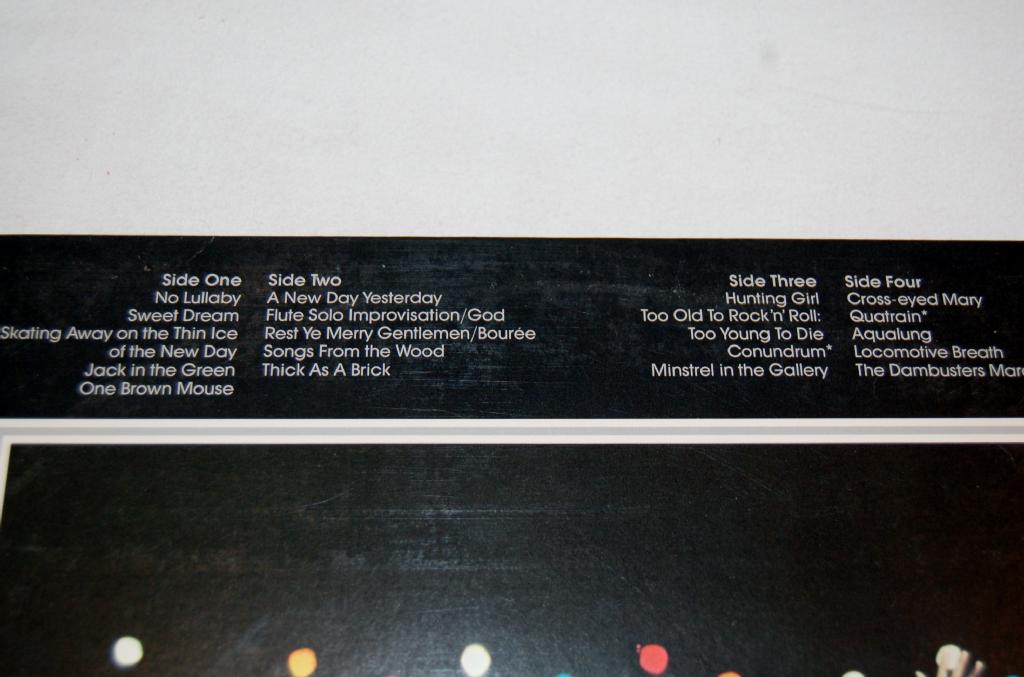 Side One
No Lullaby
Sweet Dream
Skating Away on the Thin Ice
of the New Day
Jack in the Green
One Brown Mouse
Side Two
A New Day Yesterday
Flute Solo Improvisation/God
Rest Ye Merry Gentlemen/Bourée
Songs From the Wood
Thick As A Brick
Side Three
Hunting Girl
Too Old To Rock'n'Roll:
Too Young To Die
Conundrum*
Minstrel in the Gallery
Side Four
Cross-eyed Mary
Quatrain*
Aqualung
Locomotive Breath
The Dambusters